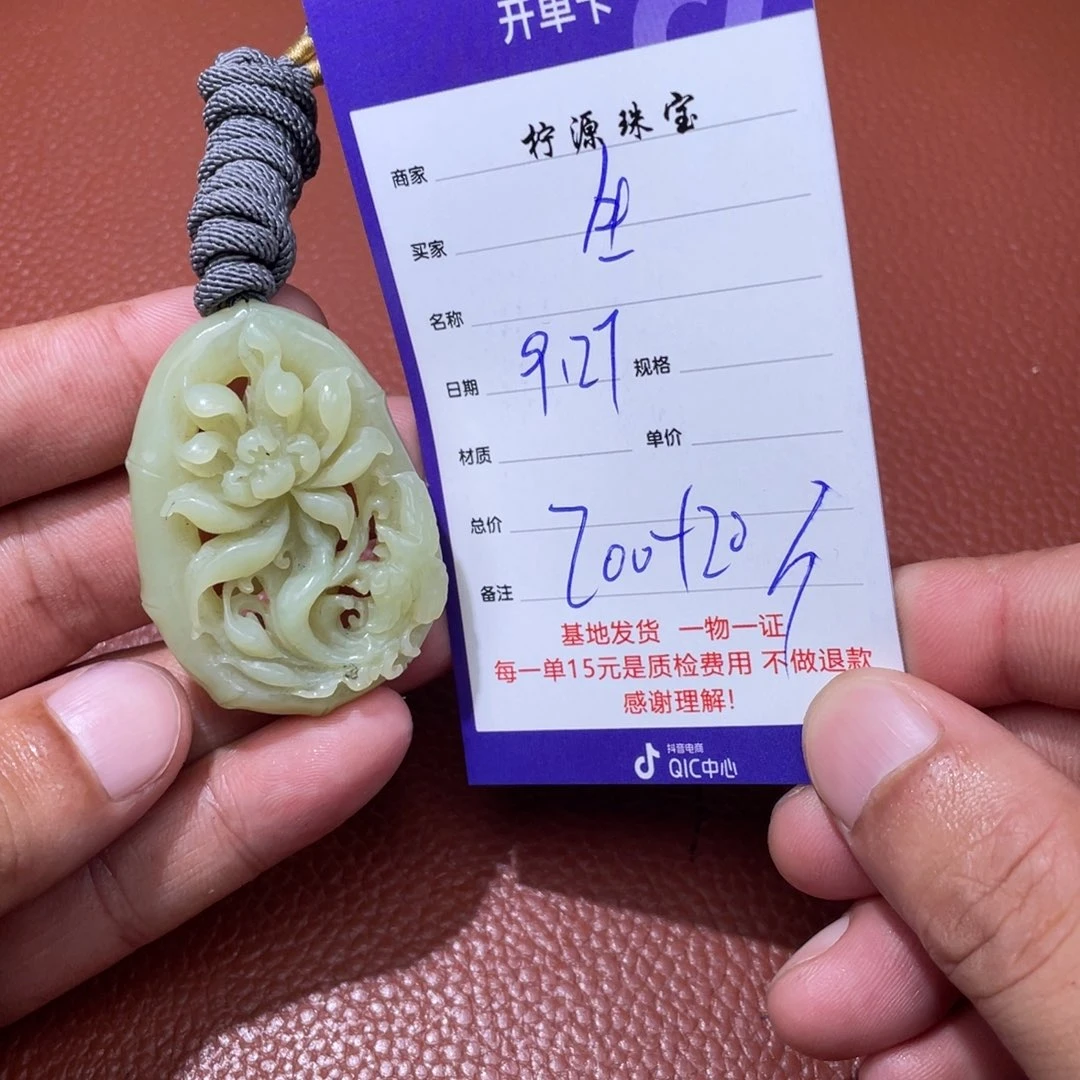 开单卡
商家 柠源珠宝
买家
名称
日期 9.27 规格
材质 单价
总价 700+20
备注
基地发货 一物一证
每一单15元是质检费用 不做退款
感谢理解!
抖音电商
QIC中心